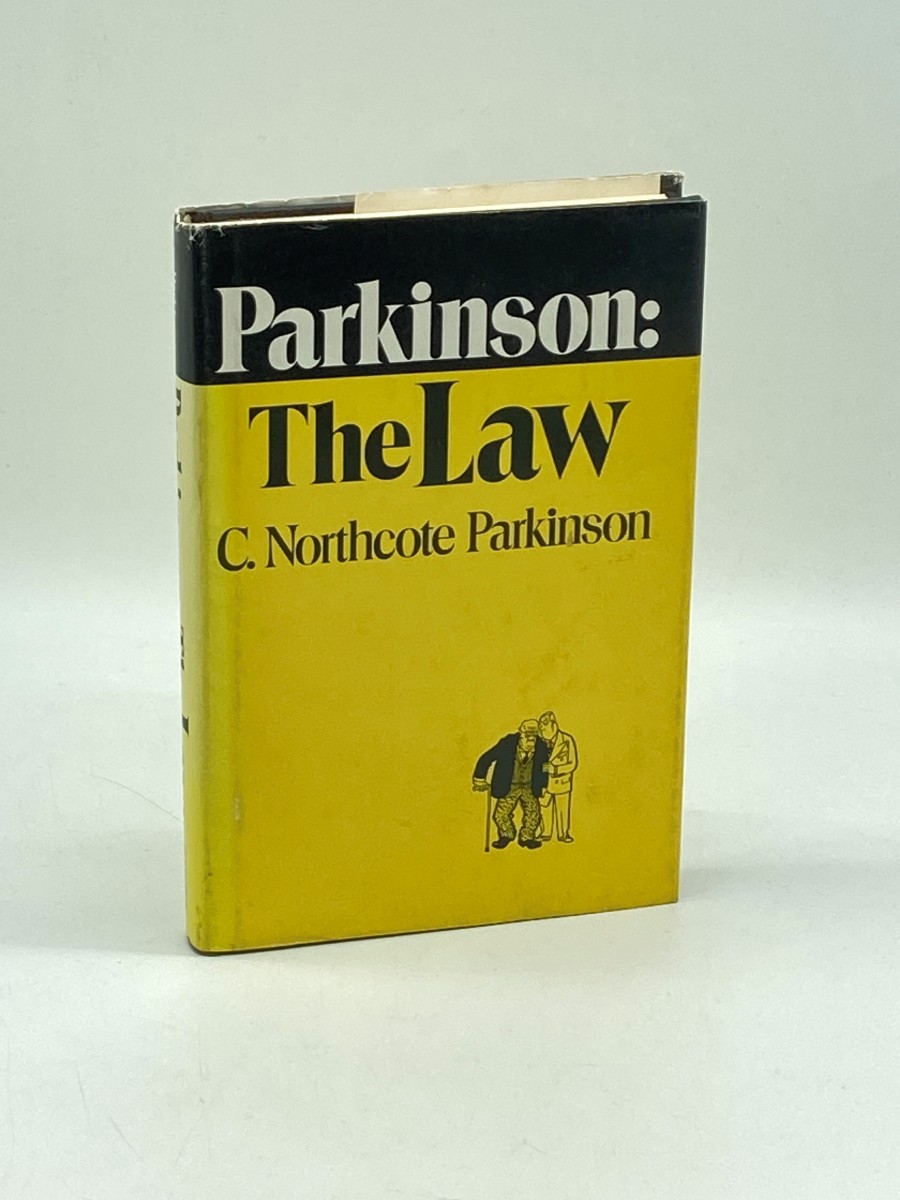 Parkinson:
The Law
C. Northcote Parkinson